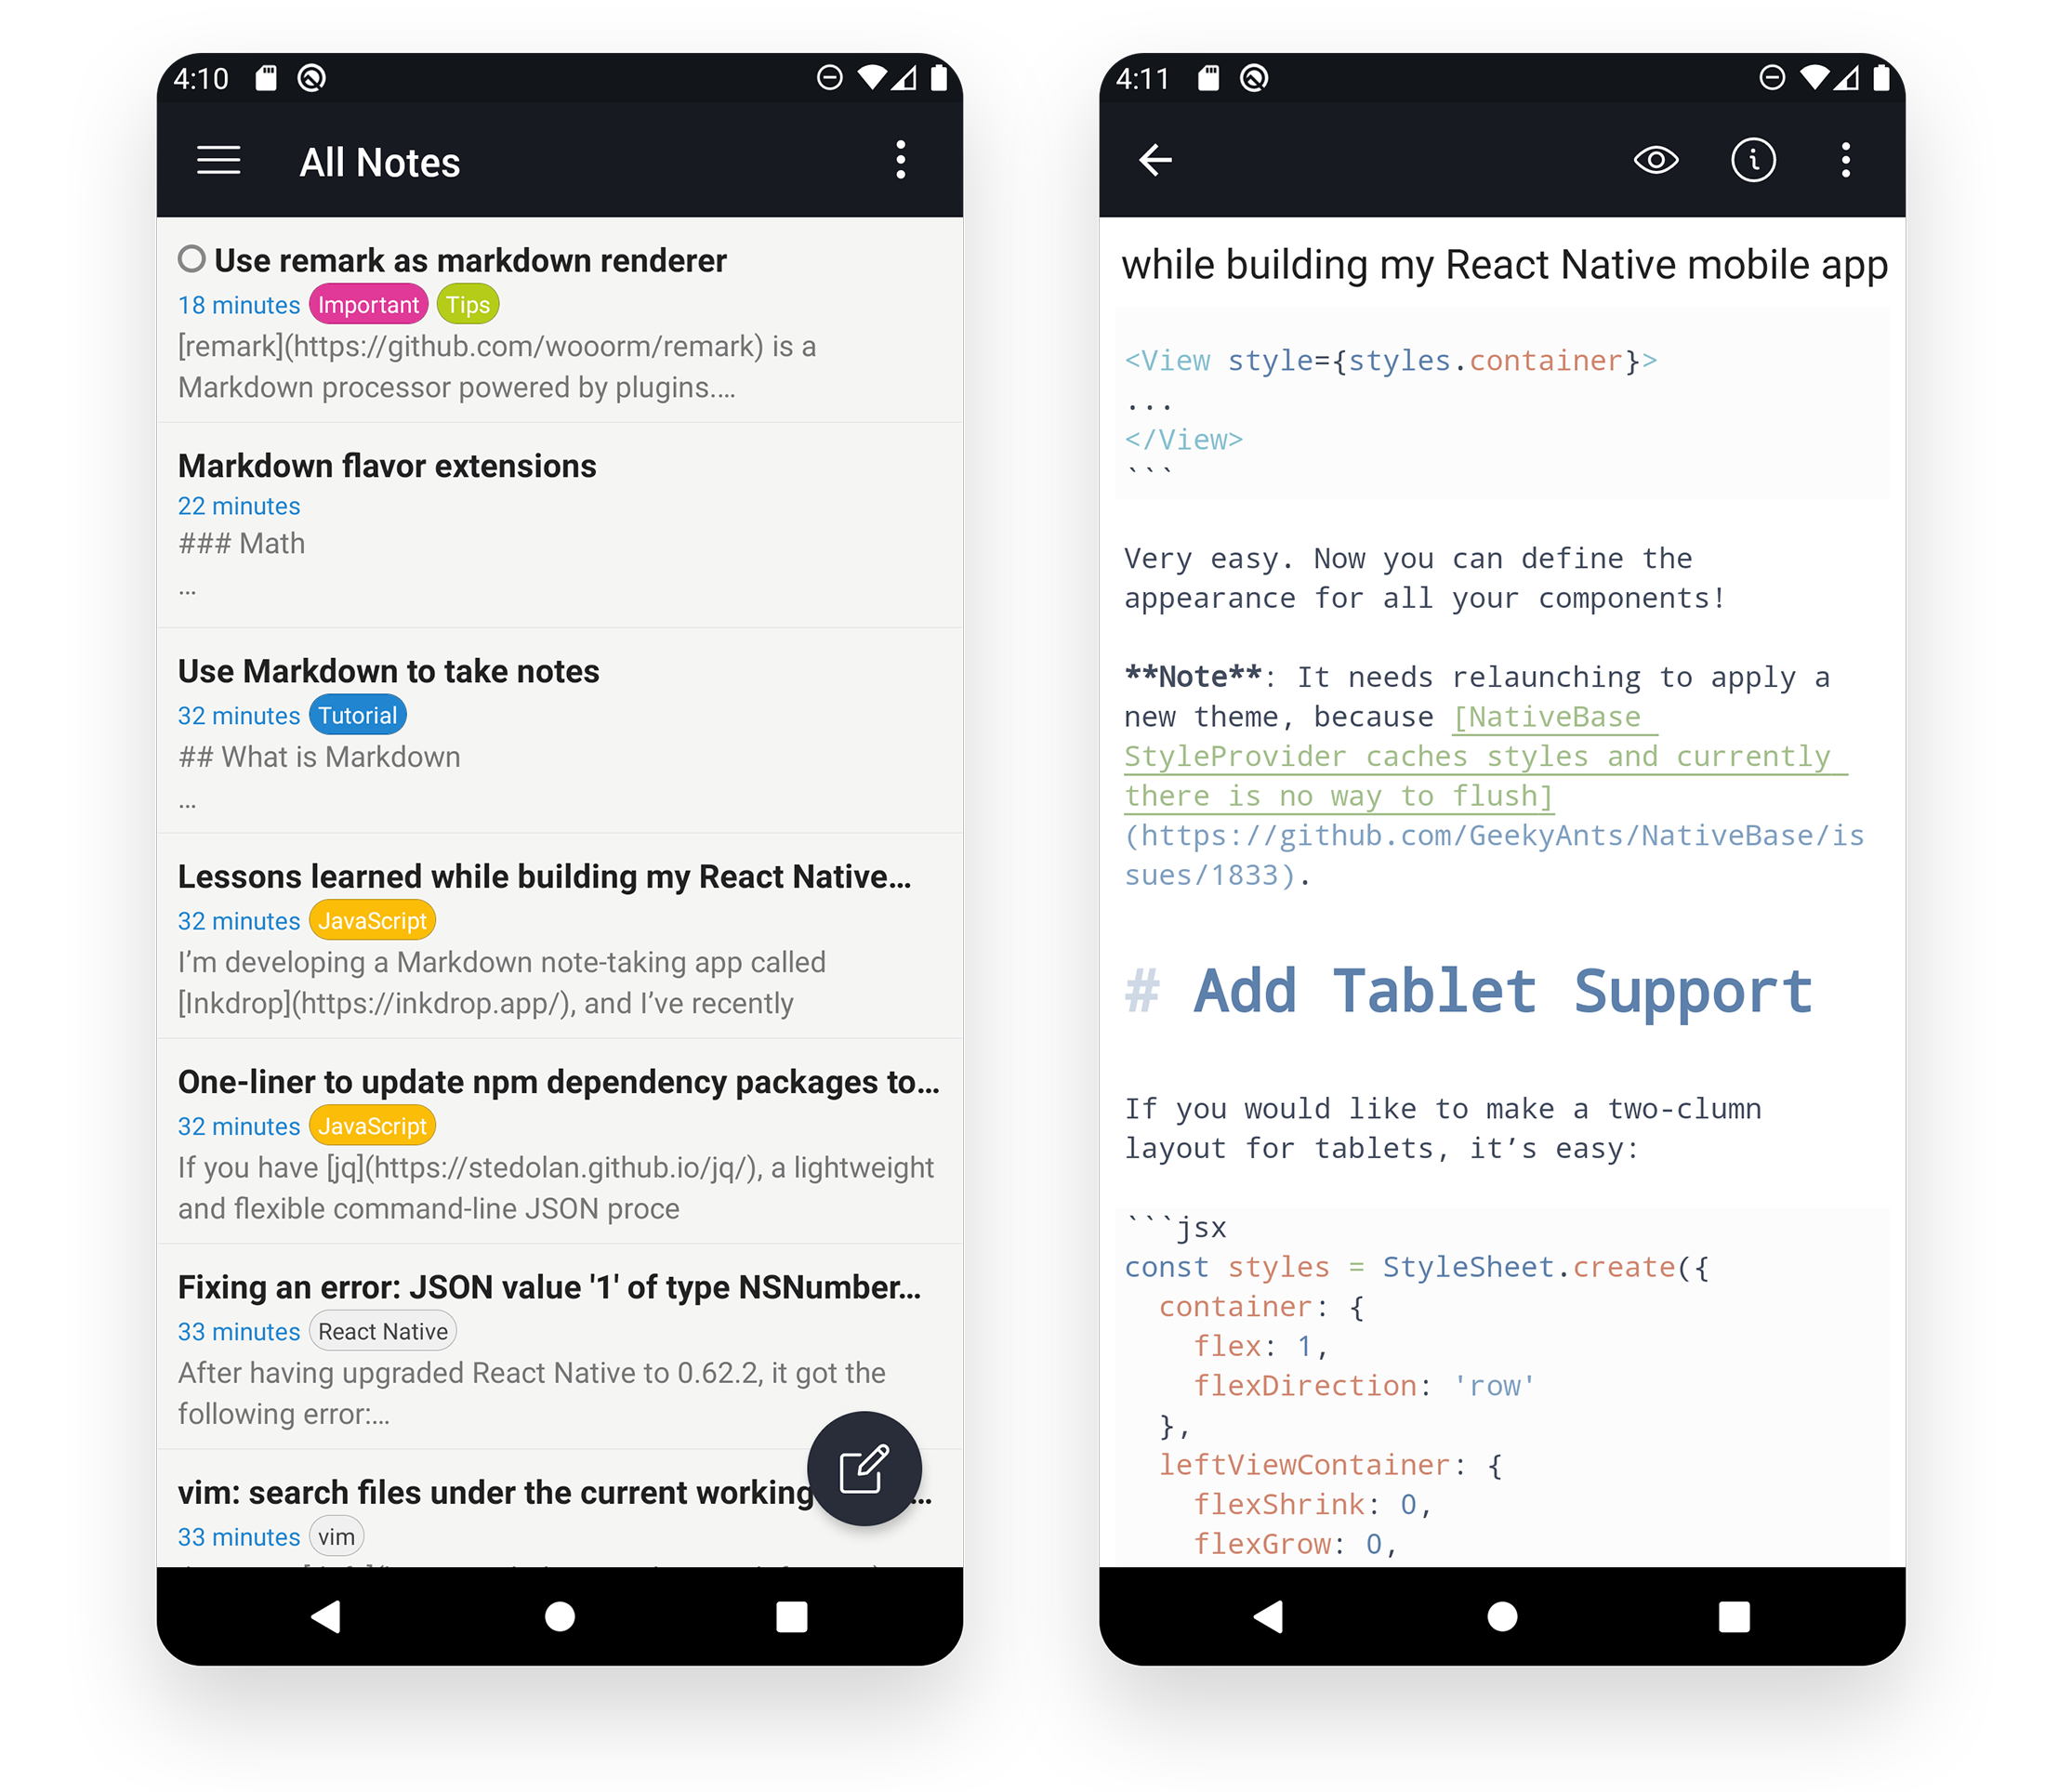 4:10
All Notes
Use remark as markdown renderer
18 minutes Important Tips
[remark](https://github.com/wooorm/remark) is a
Markdown processor powered by plugins.…
Markdown flavor extensions
22 minutes
### Math
…
Use Markdown to take notes
32 minutes Tutorial
## What is Markdown
…
Lessons learned while building my React Native…
32 minutes JavaScript
I’m developing a Markdown note-taking app called
[Inkdrop](https://inkdrop.app/), and I’ve recently
One-liner to update npm dependency packages to…
32 minutes JavaScript
If you have [jq](https://stedolan.github.io/jq/), a lightweight
and flexible command-line JSON proce
Fixing an error: JSON value '1' of type NSNumber…
33 minutes React Native
After having upgraded React Native to 0.62.2, it got the
following error:…
vim: search files under the current working …
33 minutes vim
4:11
while building my React Native mobile app
<View style={styles.container}>
...
</View>
```
Very easy. Now you can define the
appearance for all your components!
**Note**: It needs relaunching to apply a
new theme, because [NativeBase
StyleProvider caches styles and currently
there is no way to flush]
(https://github.com/GeekyAnts/NativeBase/is
sues/1833).
# Add Tablet Support
If you would like to make a two-clumn
layout for tablets, it’s easy:
```jsx
const styles = StyleSheet.create({
  container: {
    flex: 1,
    flexDirection: 'row'
  },
  leftViewContainer: {
    flexShrink: 0,
    flexGrow: 0,